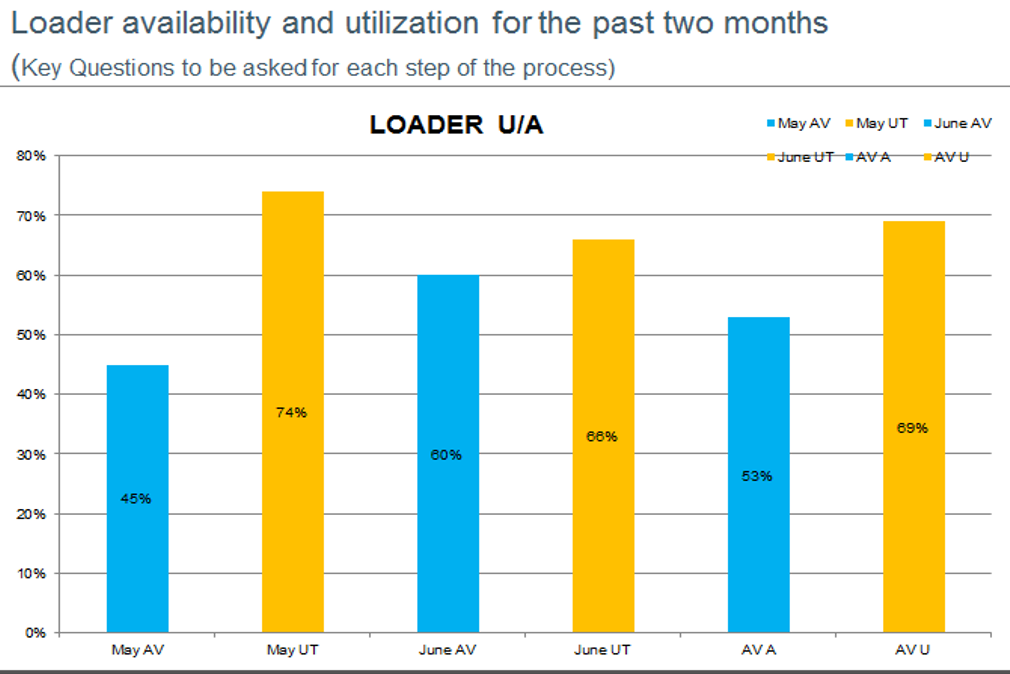 Loader availability and utilization for the past two months
(Key Questions to be asked for each step of the process)
LOADER U/A
May AV May UT June AV
June UT AV A AV U
80%
70%
60%
50%
40%
30%
20%
10%
0%
45%
74%
60%
66%
53%
69%
May AV May UT June AV June UT AV A AV U